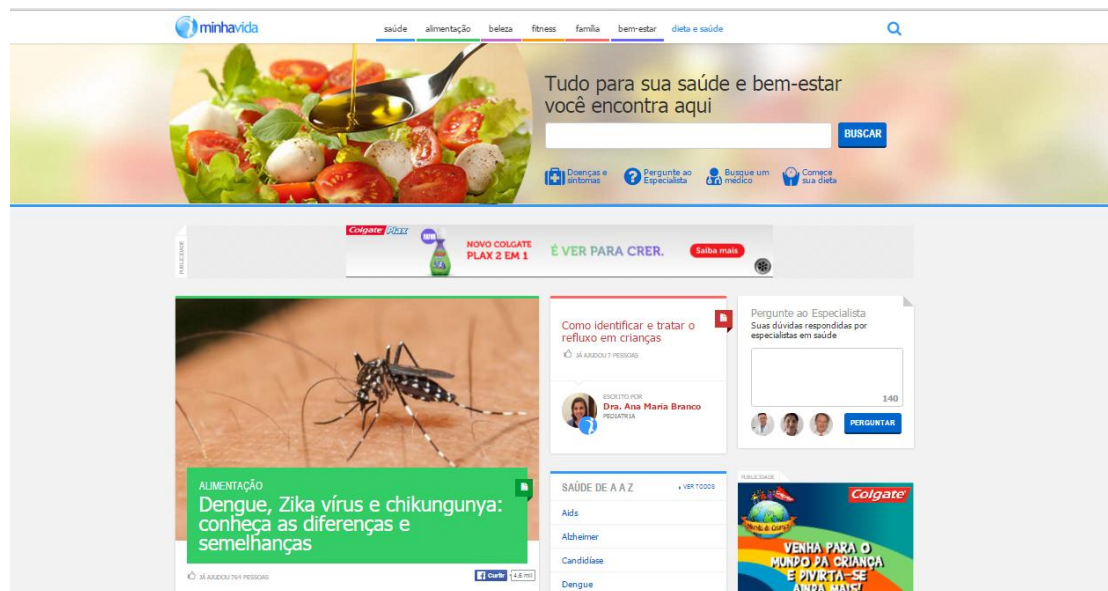 minhavida
saúde alimentação beleza fitness família bem-estar dieta e saúde
Tudo para sua saúde e bem-estar
você encontra aqui
BUSCAR
Doenças e
sintomas
Pergunte ao
Especialista
Busque um
médico
Comece
sua dieta
PUBLICIDADE
Colgate Plax
NOVO COLGATE
PLAX 2 EM 1
É VER PARA CRER.
Saiba mais
ALIMENTAÇÃO
Dengue, Zika vírus e chikungunya:
conheça as diferenças e
semelhanças
JÁ AJUDOU 764 PESSOAS
Curtir 4,6 mil
Como identificar e tratar o
refluxo em crianças
JÁ AJUDOU 7 PESSOAS
ESCRITO POR
Dra. Ana Maria Branco
PEDIATRIA
SAÚDE DE A A Z
VER TODOS
Aids
Alzheimer
Candidíase
Dengue
Pergunte ao Especialista
Suas dúvidas respondidas por
especialistas em saúde
140
PERGUNTAR
PUBLICIDADE
Colgate
VENHA PARA O
MUNDO DA CRIANÇA
E DIVIRTA-SE
AINDA MAIS!